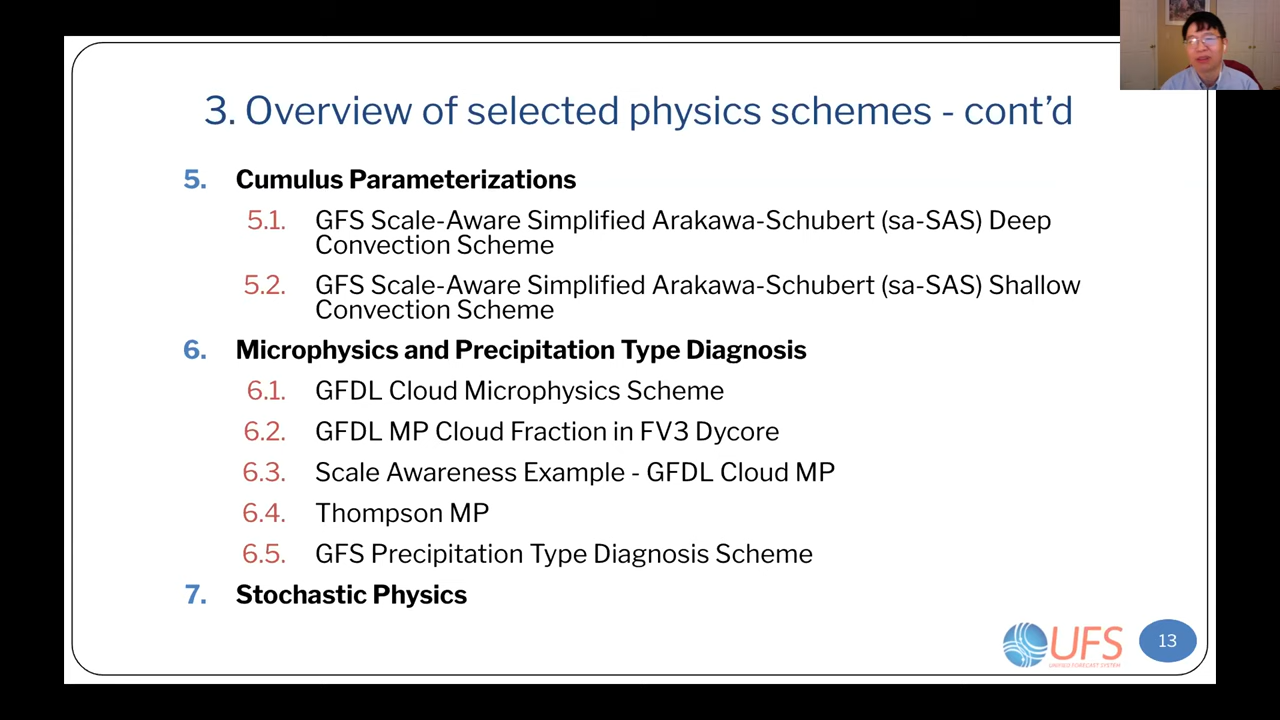 3. Overview of selected physics schemes - cont’d
5. Cumulus Parameterizations
5.1. GFS Scale-Aware Simplified Arakawa-Schubert (sa-SAS) Deep
Convection Scheme
5.2. GFS Scale-Aware Simplified Arakawa-Schubert (sa-SAS) Shallow
Convection Scheme
6. Microphysics and Precipitation Type Diagnosis
6.1. GFDL Cloud Microphysics Scheme
6.2. GFDL MP Cloud Fraction in FV3 Dycore
6.3. Scale Awareness Example - GFDL Cloud MP
6.4. Thompson MP
6.5. GFS Precipitation Type Diagnosis Scheme
7. Stochastic Physics
UFS
UNIFIED FORECAST SYSTEM
13